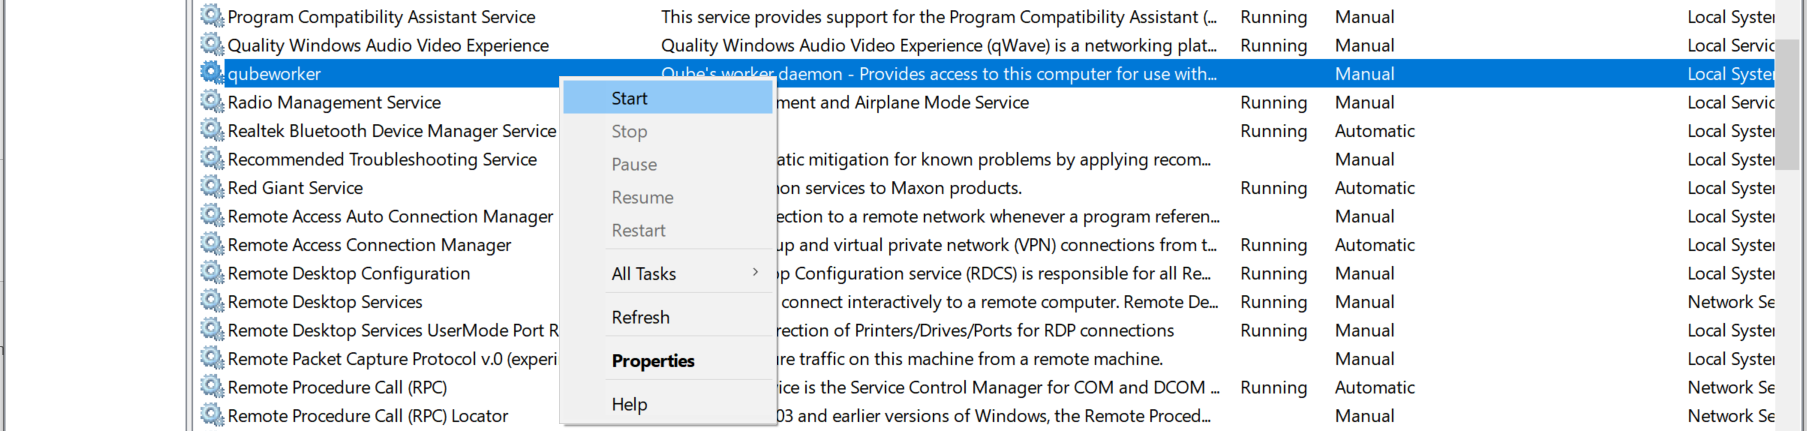 Program Compatibility Assistant Service This service provides support for the Program Compatibility Assistant (... Running Manual Local Syste
Quality Windows Audio Video Experience Quality Windows Audio Video Experience (qWave) is a networking plat... Running Manual Local Servic
qubeworker Qube's worker daemon - Provides access to this computer for use with... Manual Local Syste
Start
Radio Management Service ment and Airplane Mode Service Running Manual Local Servic
Stop
Realtek Bluetooth Device Manager Service Running Automatic Local Syste
Pause
Recommended Troubleshooting Service atic mitigation for known problems by applying recom... Manual Local Syste
Resume
Red Giant Service on services to Maxon products. Running Automatic Local Syste
Restart
Remote Access Auto Connection Manager ection to a remote network whenever a program referen... Manual Local Syste
Remote Access Connection Manager up and virtual private network (VPN) connections from t... Running Automatic Local Syste
All Tasks
Remote Desktop Configuration p Configuration service (RDCS) is responsible for all Re... Running Manual Local Syste
Remote Desktop Services connect interactively to a remote computer. Remote De... Running Manual Network Se
Refresh
Remote Desktop Services UserMode Port R rection of Printers/Drives/Ports for RDP connections Running Manual Local Syste
Remote Packet Capture Protocol v.0 (experi re traffic on this machine from a remote machine. Manual Local Syste
Properties
Remote Procedure Call (RPC) ice is the Service Control Manager for COM and DCOM ... Running Automatic Network Se
Help
Remote Procedure Call (RPC) Locator 03 and earlier versions of Windows, the Remote Proced... Manual Network Se